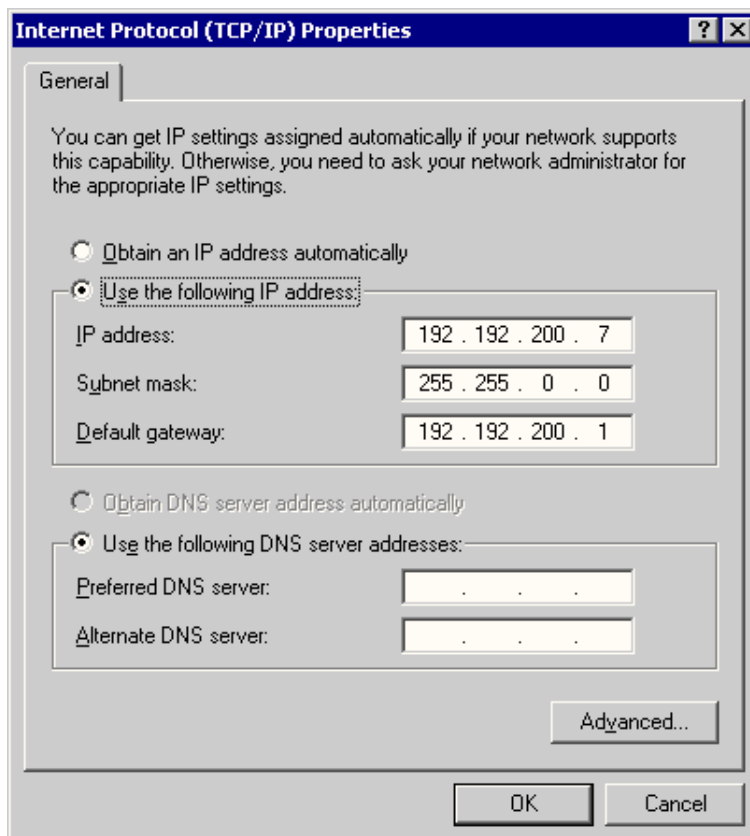 Internet Protocol (TCP/IP) Properties
General
You can get IP settings assigned automatically if your network supports
this capability. Otherwise, you need to ask your network administrator for
the appropriate IP settings.
Obtain an IP address automatically
Use the following IP address:
IP address: 192 . 192 . 200 . 7
Subnet mask: 255 . 255 . 0 . 0
Default gateway: 192 . 192 . 200 . 1
Obtain DNS server address automatically
Use the following DNS server addresses:
Preferred DNS server: . . .
Alternate DNS server: . . .
Advanced...
OK Cancel